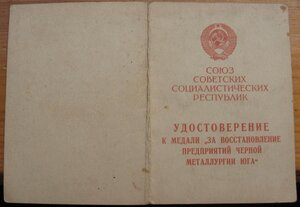 СОЮЗ
СОВЕТСКИХ
СОЦИАЛИСТИЧЕСКИХ
РЕСПУБЛИК
УДОСТОВЕРЕНИЕ
К МЕДАЛИ „ЗА ВОССТАНОВЛЕНИЕ
ПРЕДПРИЯТИЙ ЧЕРНОЙ
МЕТАЛЛУРГИИ ЮГА“